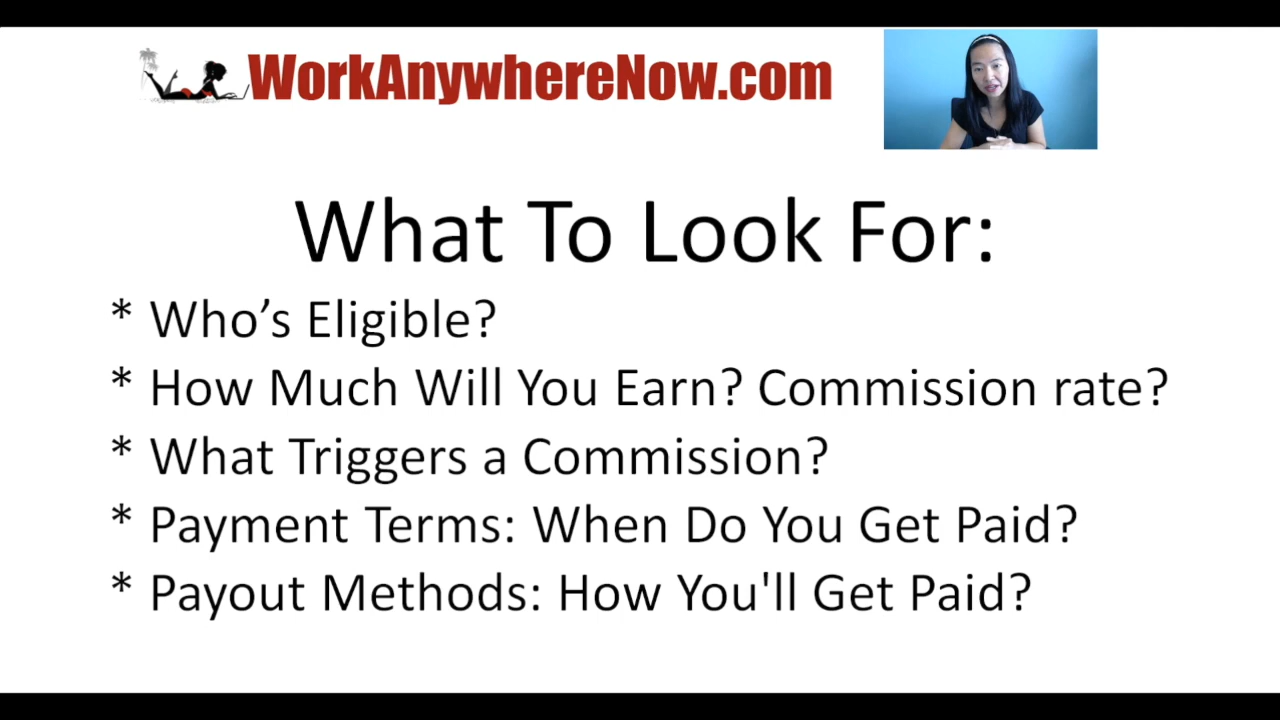 WorkAnywhereNow.com
What To Look For:
* Who’s Eligible?
* How Much Will You Earn? Commission rate?
* What Triggers a Commission?
* Payment Terms: When Do You Get Paid?
* Payout Methods: How You'll Get Paid?